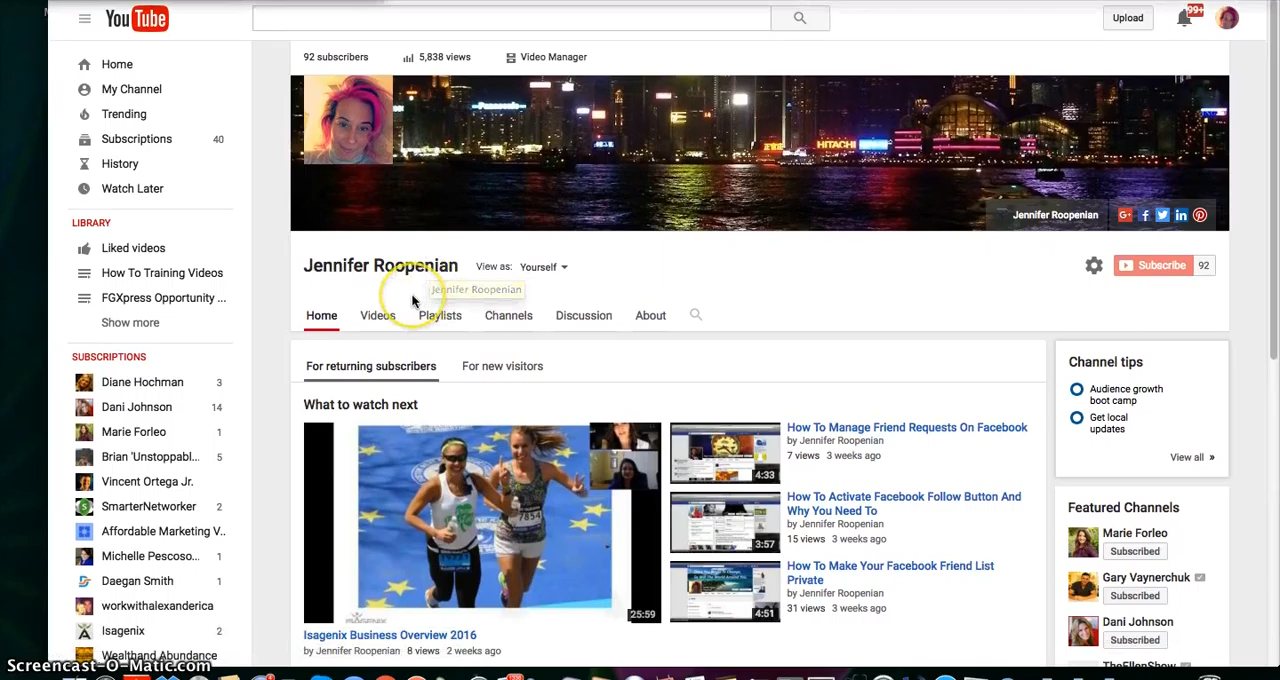 YouTube
Upload
99+
Home
My Channel
Trending
Subscriptions 40
History
Watch Later
LIBRARY
Liked videos
How To Training Videos
FGXpress Opportunity ...
Show more
SUBSCRIPTIONS
Diane Hochman 3
Dani Johnson 14
Marie Forleo 1
Brian 'Unstoppabl... 5
Vincent Ortega Jr.
SmarterNetworker 2
Affordable Marketing V..
Michelle Pescoso... 1
Daegan Smith 1
workwithalexanderica
Isagenix 2
Wealthand Abundance
92 subscribers 5,838 views Video Manager
Panasonic
HITACHI
Jennifer Roopenian
Jennifer Roopenian View as: Yourself
Subscribe 92
Jennifer Roopenian
Home Videos Playlists Channels Discussion About
For returning subscribers For new visitors
What to watch next
7854
25:59
Isagenix Business Overview 2016
by Jennifer Roopenian 8 views 2 weeks ago
4:33
How To Manage Friend Requests On Facebook
by Jennifer Roopenian
7 views 3 weeks ago
3:57
How To Activate Facebook Follow Button And
Why You Need To
by Jennifer Roopenian
15 views 3 weeks ago
4:51
How To Make Your Facebook Friend List
Private
by Jennifer Roopenian
31 views 3 weeks ago
Channel tips
Audience growth
boot camp
Get local
updates
View all »
Featured Channels
Marie Forleo
Subscribed
Gary Vaynerchuk
Subscribed
Dani Johnson
Subscribed
TheEllenShow
Screencast-O-Matic.com